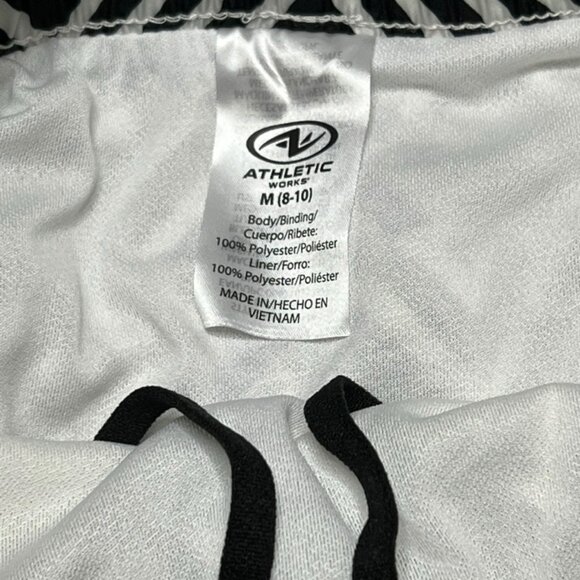 ATHLETIC
WORKS®
M (8-10)
Body/Binding/
Cuerpo/Ribete:
100% Polyester/Poliéster
Liner/Forro:
100% Polyester/Poliéster
MADE IN/HECHO EN
VIETNAM